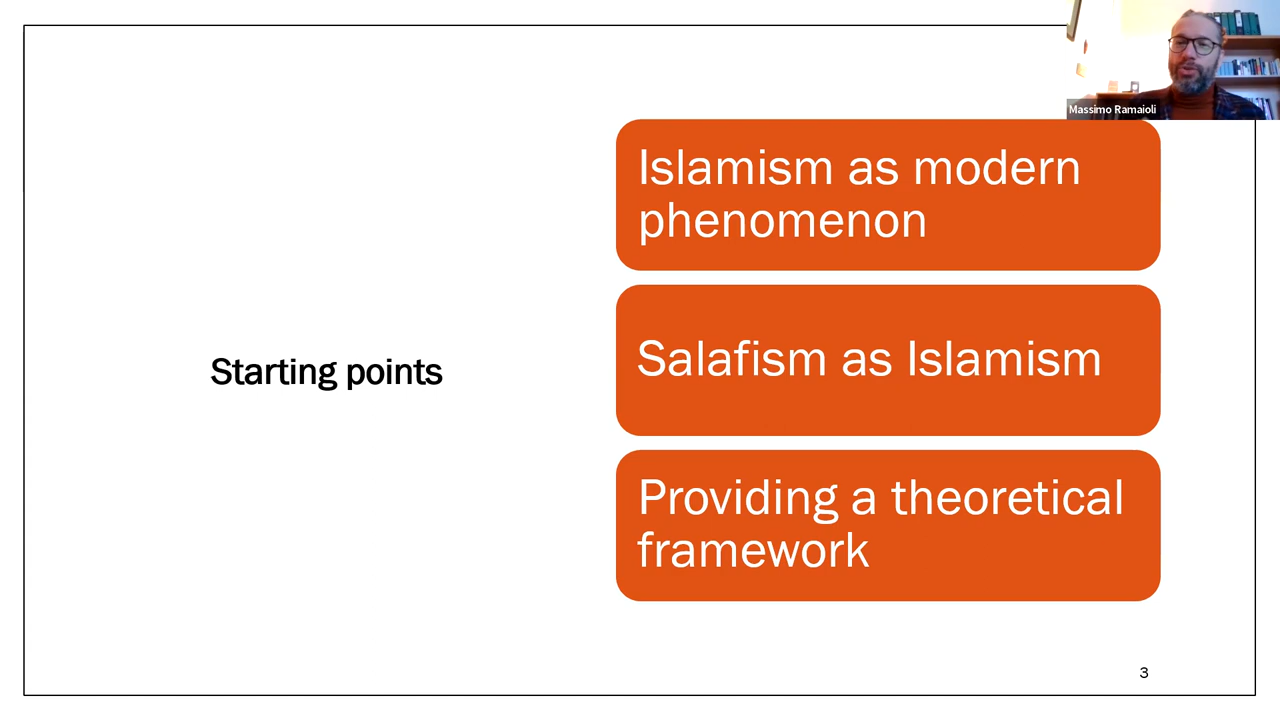 Massimo Ramaioli
Starting points
Islamism as modern
phenomenon
Salafism as Islamism
Providing a theoretical
framework
3